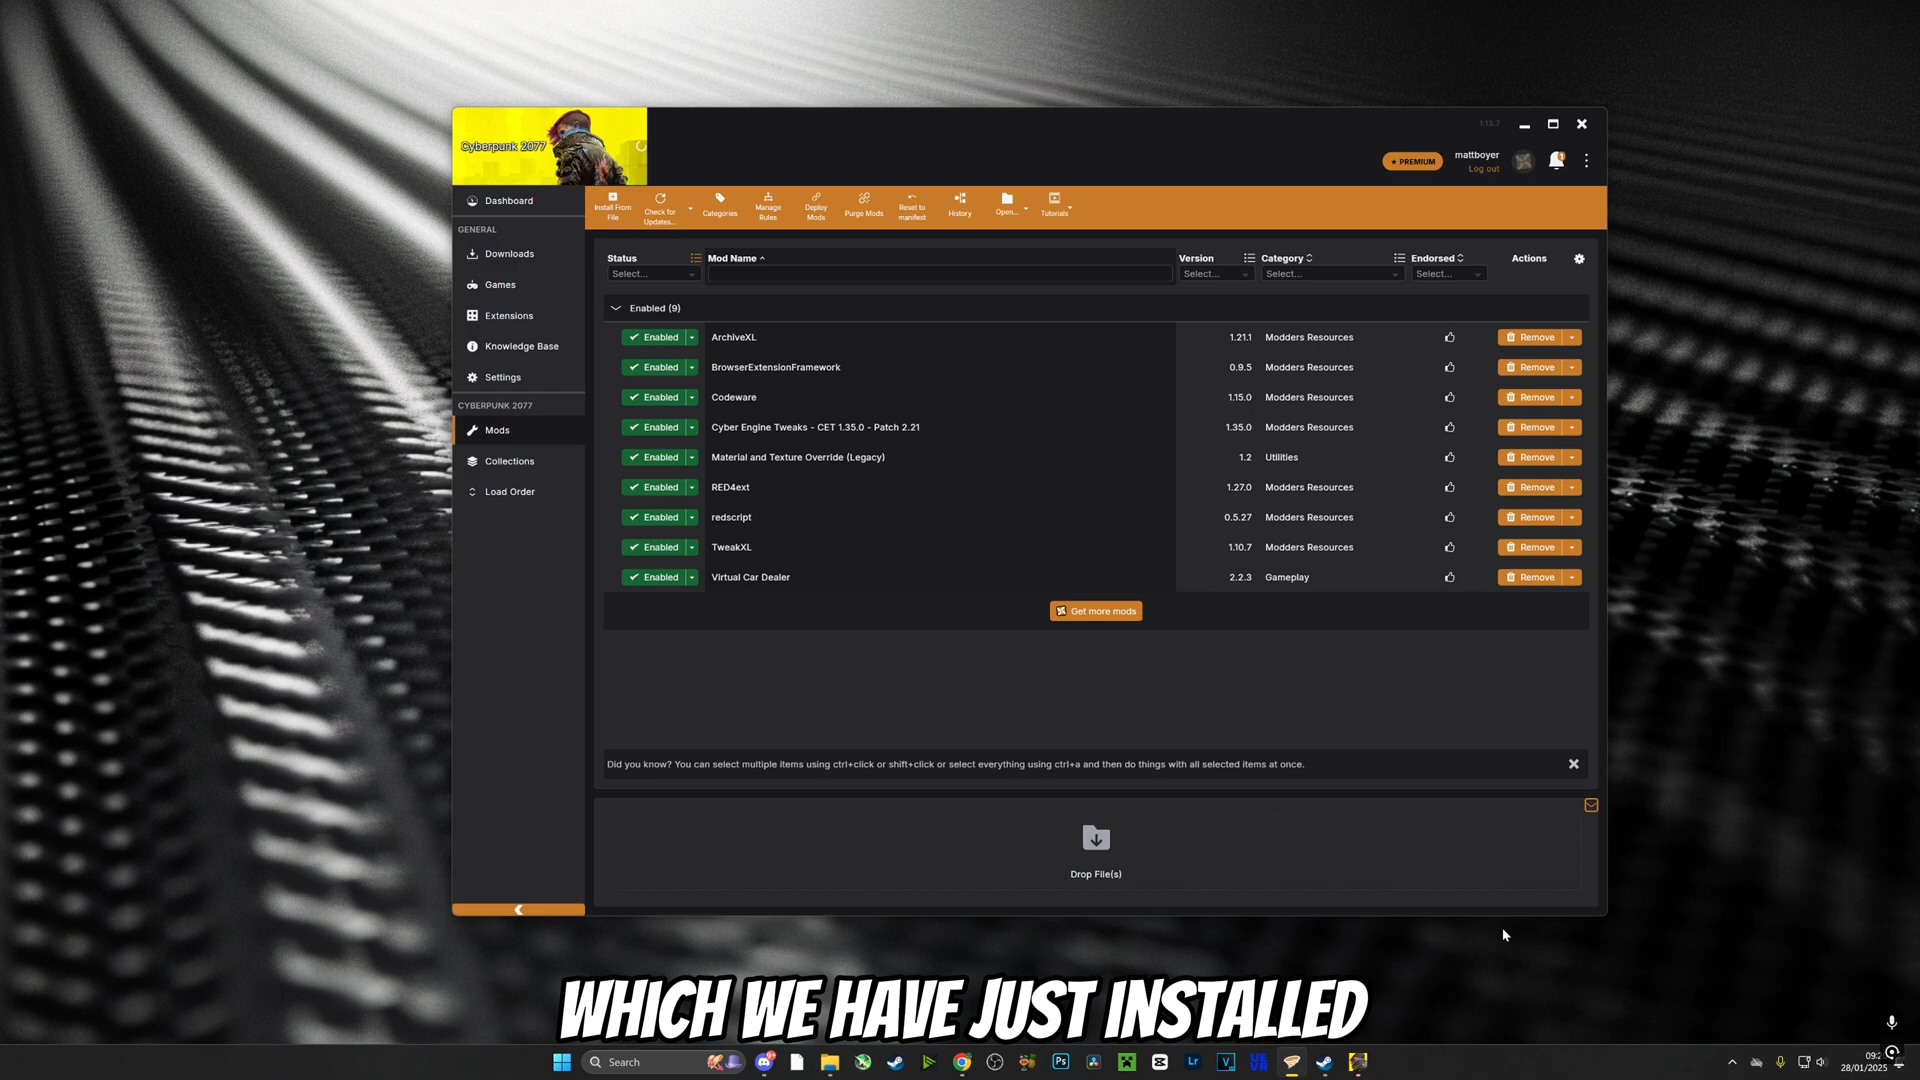 Cyberpunk 2077
1.13.7
PREMIUM
mattboyer
Log out
Dashboard
GENERAL
Downloads
Games
Extensions
Knowledge Base
Settings
CYBERPUNK 2077
Mods
Collections
Load Order
Install From File
Check for Updates...
Categories
Manage Rules
Deploy Mods
Purge Mods
Reset to manifest
History
Open...
Tutorials
Status Mod Name Version Category Endorsed Actions
Select... Select... Select... Select...
Enabled (9)
Enabled ArchiveXL 1.21.1 Modders Resources Remove
Enabled BrowserExtensionFramework 0.9.5 Modders Resources Remove
Enabled Codeware 1.15.0 Modders Resources Remove
Enabled Cyber Engine Tweaks - CET 1.35.0 - Patch 2.21 1.35.0 Modders Resources Remove
Enabled Material and Texture Override (Legacy) 1.2 Utilities Remove
Enabled RED4ext 1.27.0 Modders Resources Remove
Enabled redscript 0.5.27 Modders Resources Remove
Enabled TweakXL 1.10.7 Modders Resources Remove
Enabled Virtual Car Dealer 2.2.3 Gameplay Remove
Get more mods
Did you know? You can select multiple items using ctrl+click or shift+click or select everything using ctrl+a and then do things with all selected items at once.
Drop File(s)
WHICH WE HAVE JUST INSTALLED
Search
Ps
Lr
V
28/01/2025